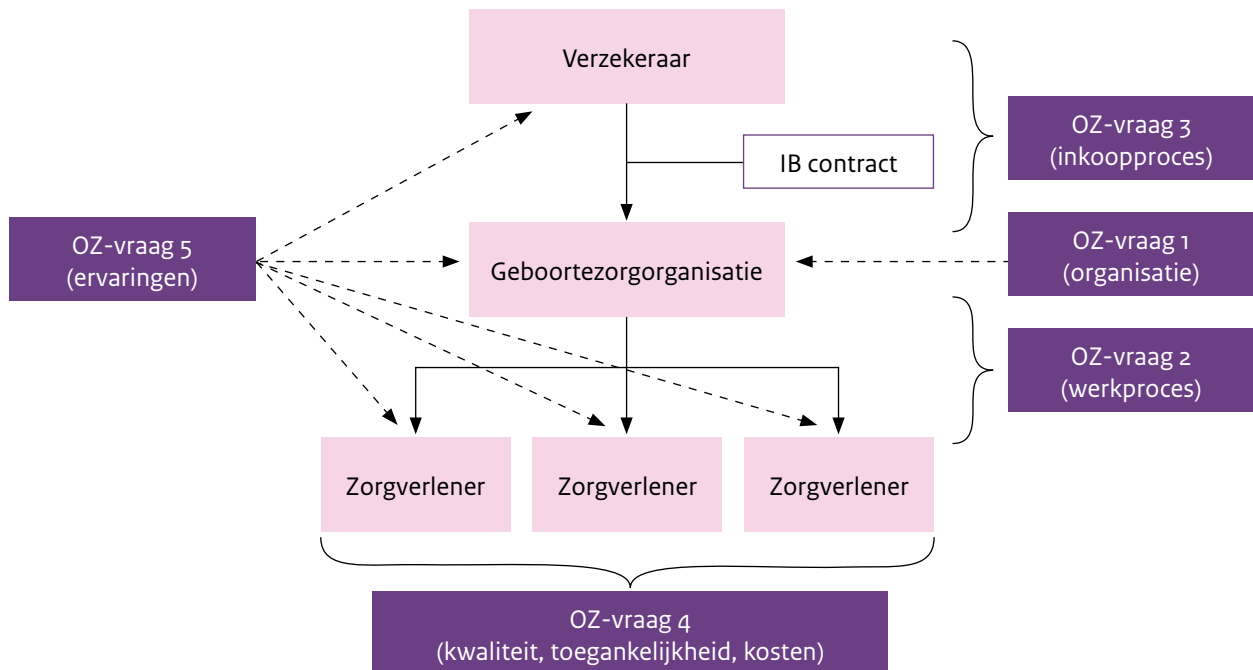 Verzekeraar
OZ-vraag 3
(inkoopproces)
IB contract
OZ-vraag 5
(ervaringen)
Geboortezorgorganisatie
OZ-vraag 1
(organisatie)
OZ-vraag 2
(werkproces)
Zorgverlener
Zorgverlener
Zorgverlener
OZ-vraag 4
(kwaliteit, toegankelijkheid, kosten)